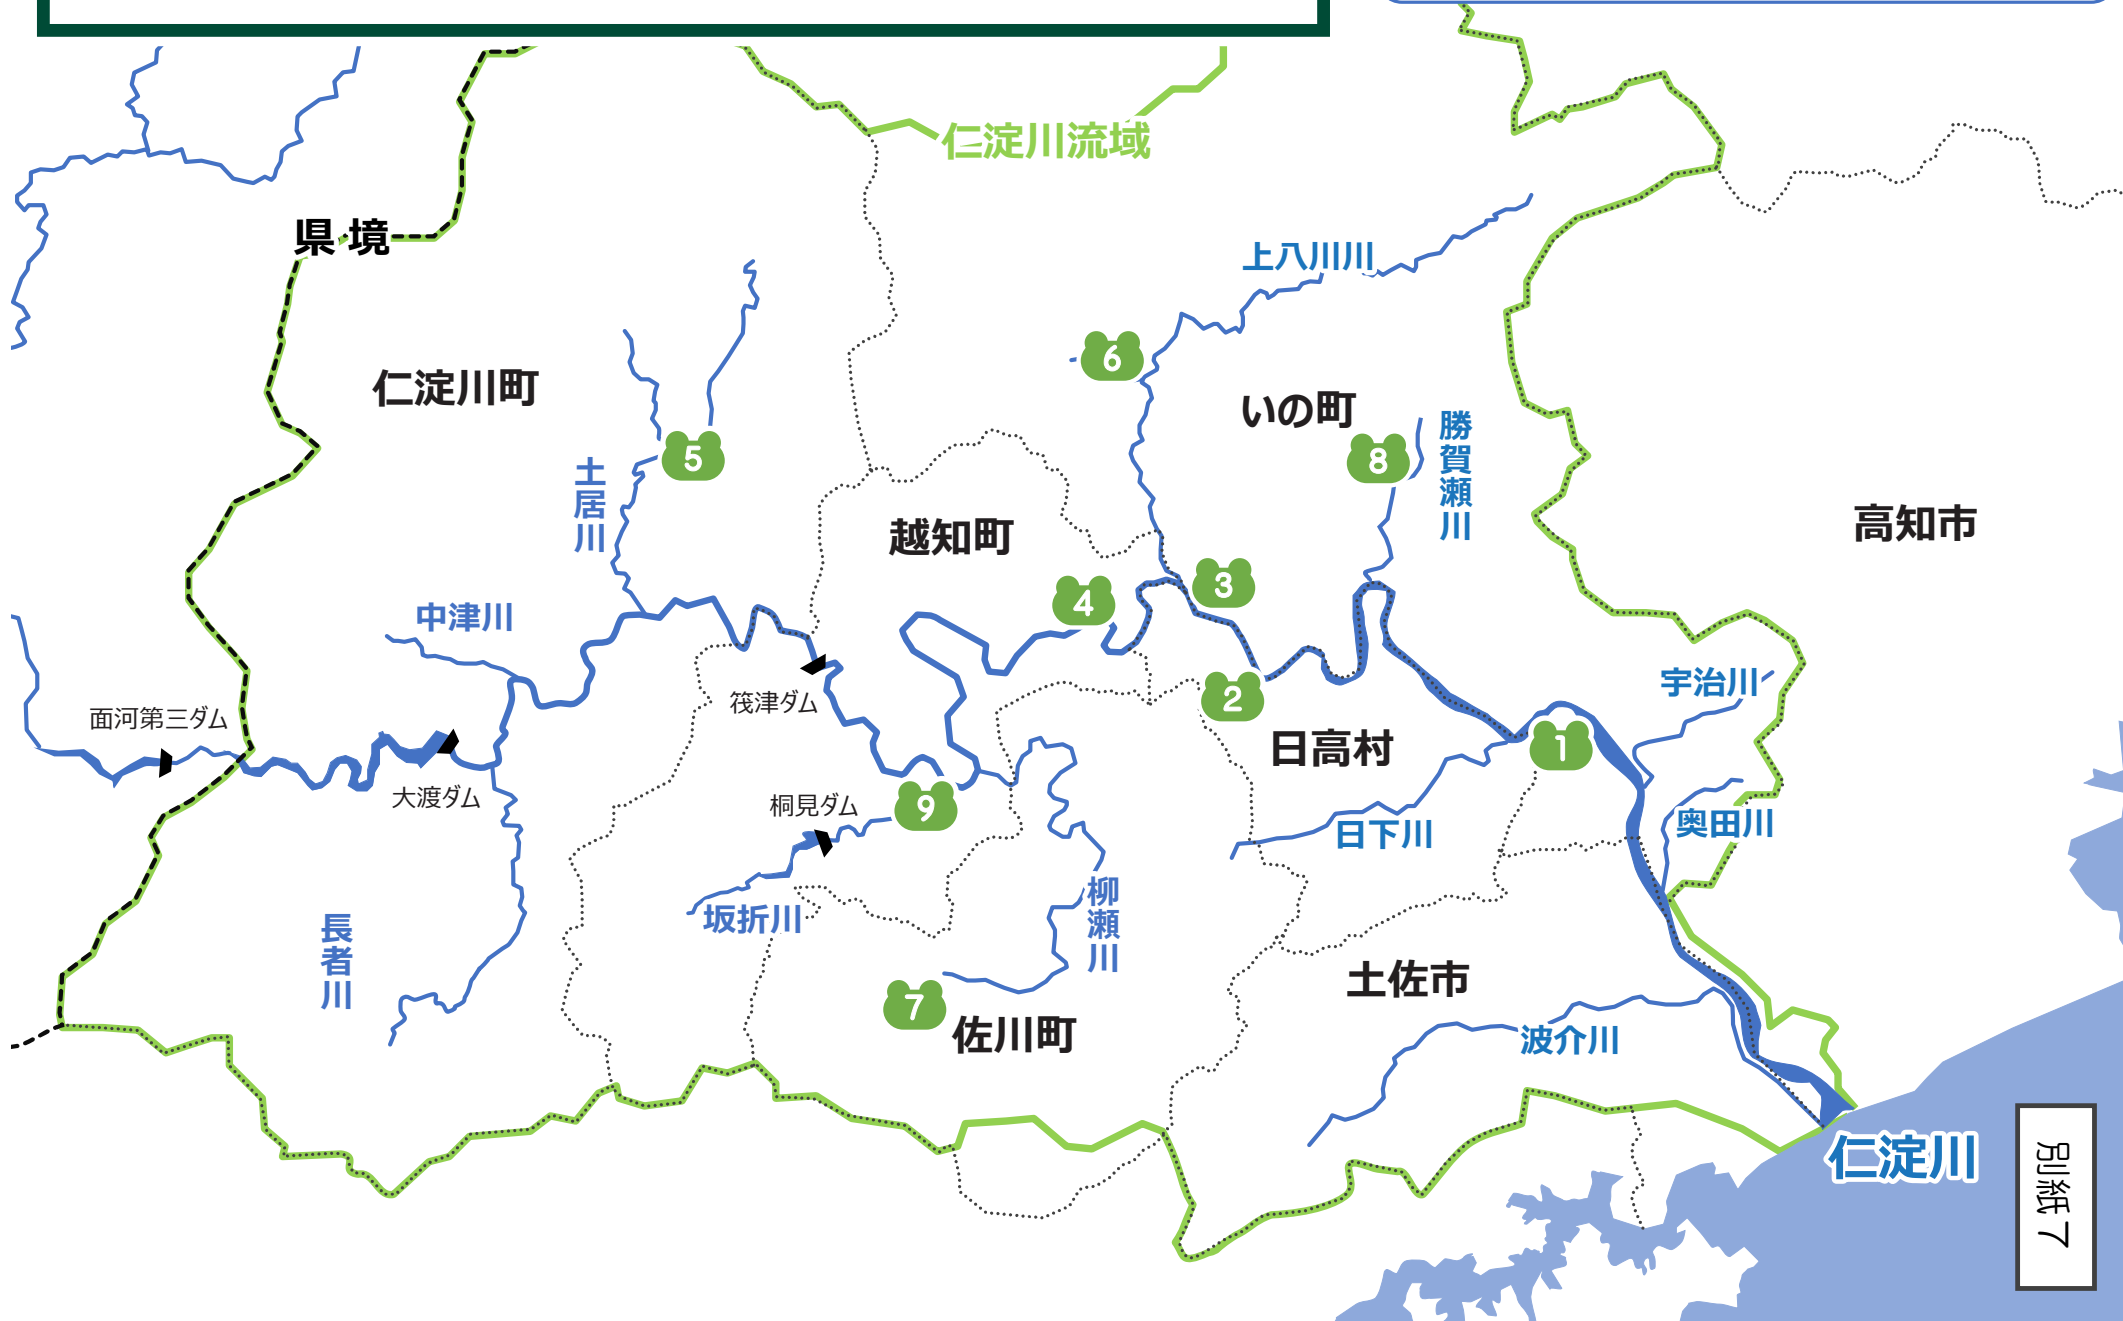 仁淀川流域
県境
上八川川
6
仁淀川町
いの町
勝賀瀬川
8
5
土居川
越知町
高知市
3
4
中津川
宇治川
2
筏津ダム
面河第三ダム
日高村
1
大渡ダム
桐見ダム
9
奥田川
日下川
坂折川
柳瀬川
長者川
土佐市
7
佐川町
波介川
仁淀川
別紙7